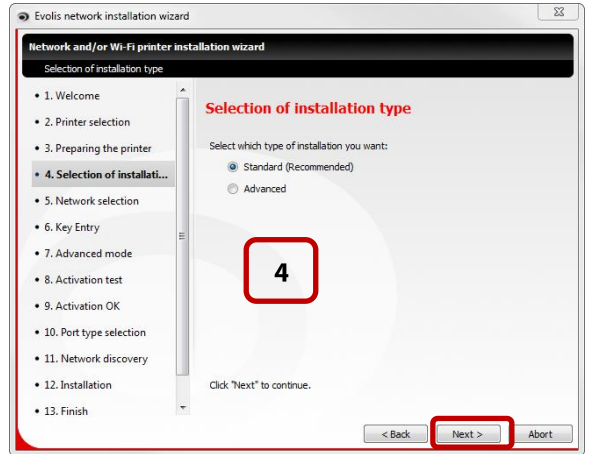 Evolis network installation wizard
Network and/or Wi-Fi printer installation wizard
Selection of installation type
• 1. Welcome
• 2. Printer selection
• 3. Preparing the printer
• 4. Selection of installati...
• 5. Network selection
• 6. Key Entry
• 7. Advanced mode
• 8. Activation test
• 9. Activation OK
• 10. Port type selection
• 11. Network discovery
• 12. Installation
• 13. Finish
Selection of installation type
Select which type of installation you want:
Standard (Recommended)
Advanced
4
Click "Next" to continue.
< Back Next > Abort